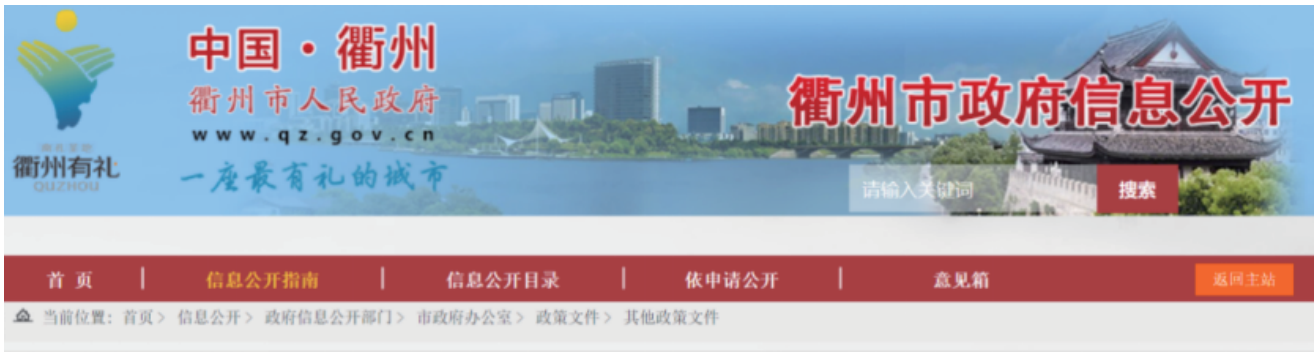 中国·衢州
衢州市人民政府
www.qz.gov.cn
一座最有礼的城市
衢州有礼
QUZHOU
衢州市政府信息公开
请输入关键词 搜索
首 页 | 信息公开指南 | 信息公开目录 | 依申请公开 | 意见箱 返回主站
当前位置: 首页> 信息公开> 政府信息公开部门> 市政府办公室> 政策文件> 其他政策文件